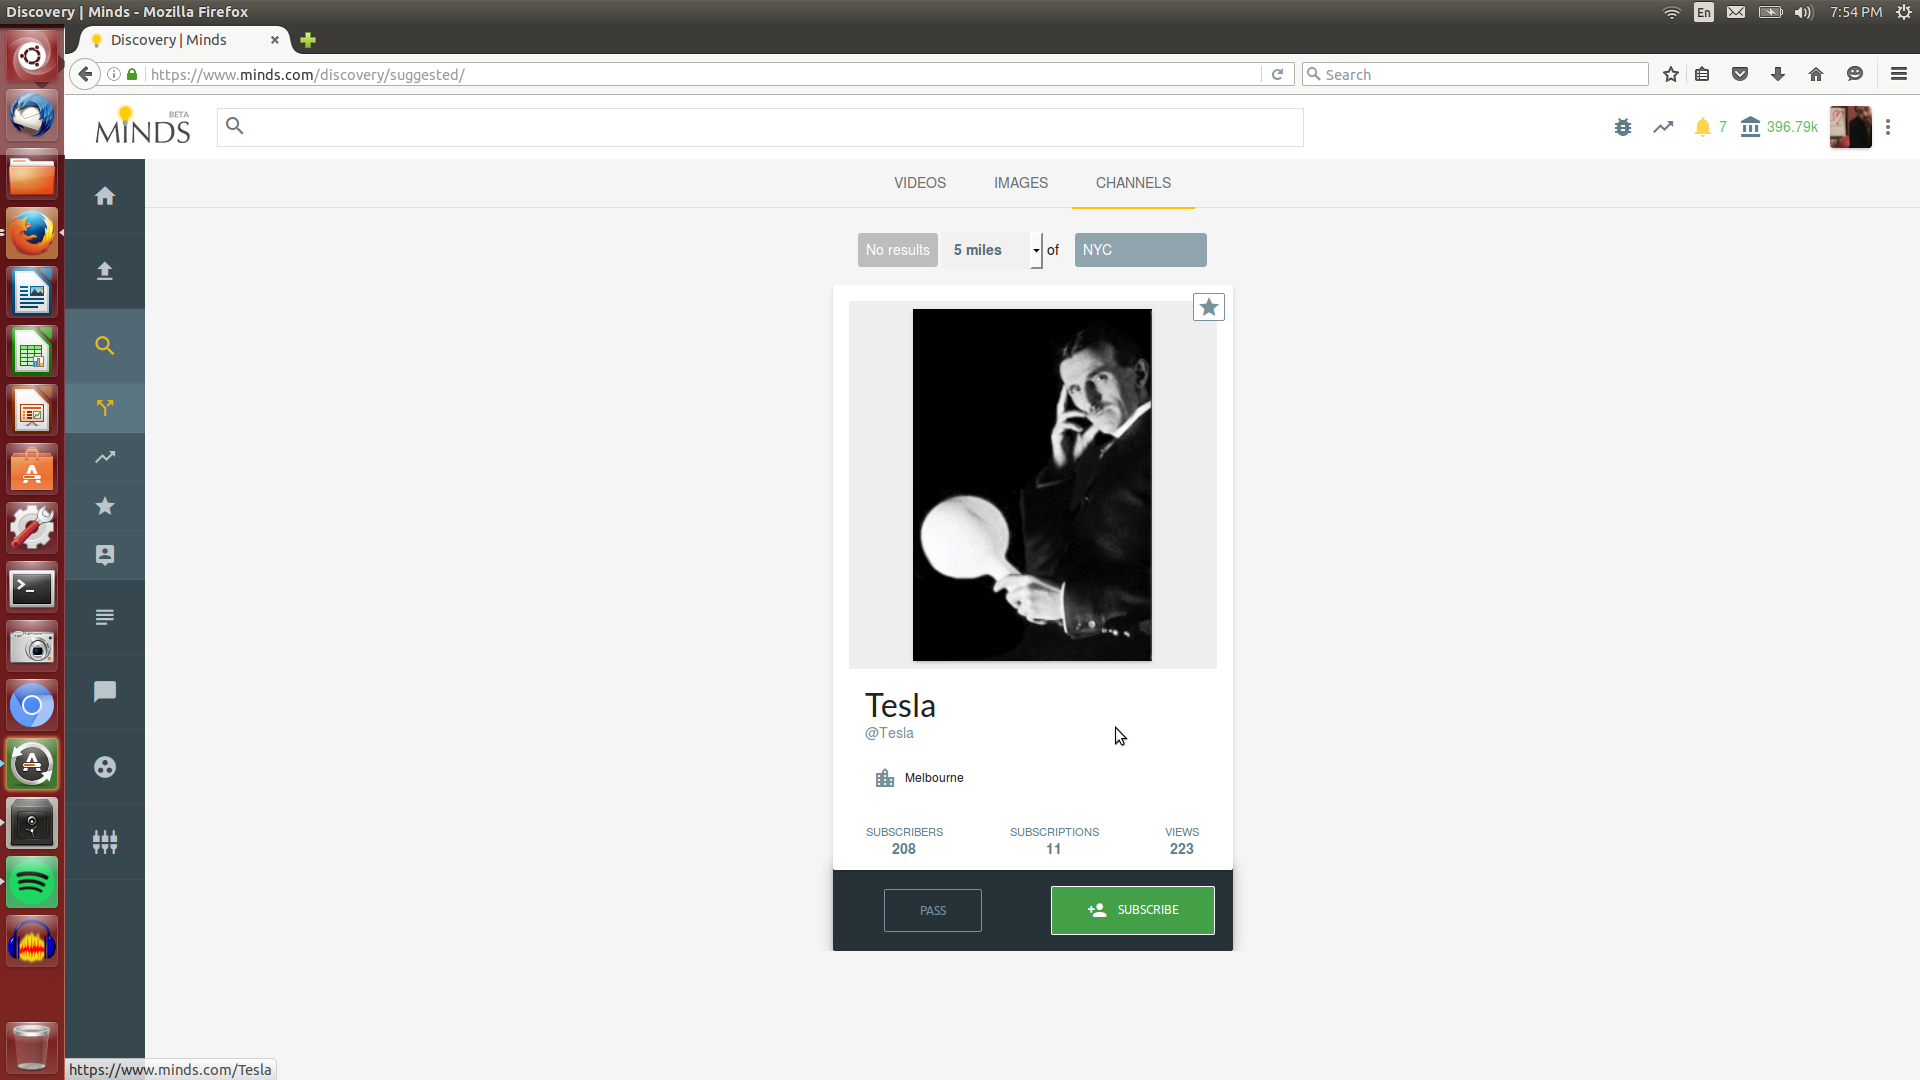 Discovery | Minds - Mozilla Firefox
En
7:54 PM
Discovery | Minds
https://www.minds.com/discovery/suggested/
Search
MINDS
BETA
7
396.79k
VIDEOS
IMAGES
CHANNELS
No results
5 miles
of
NYC
Tesla
@Tesla
Melbourne
SUBSCRIBERS
208
SUBSCRIPTIONS
11
VIEWS
223
PASS
SUBSCRIBE
https://www.minds.com/Tesla